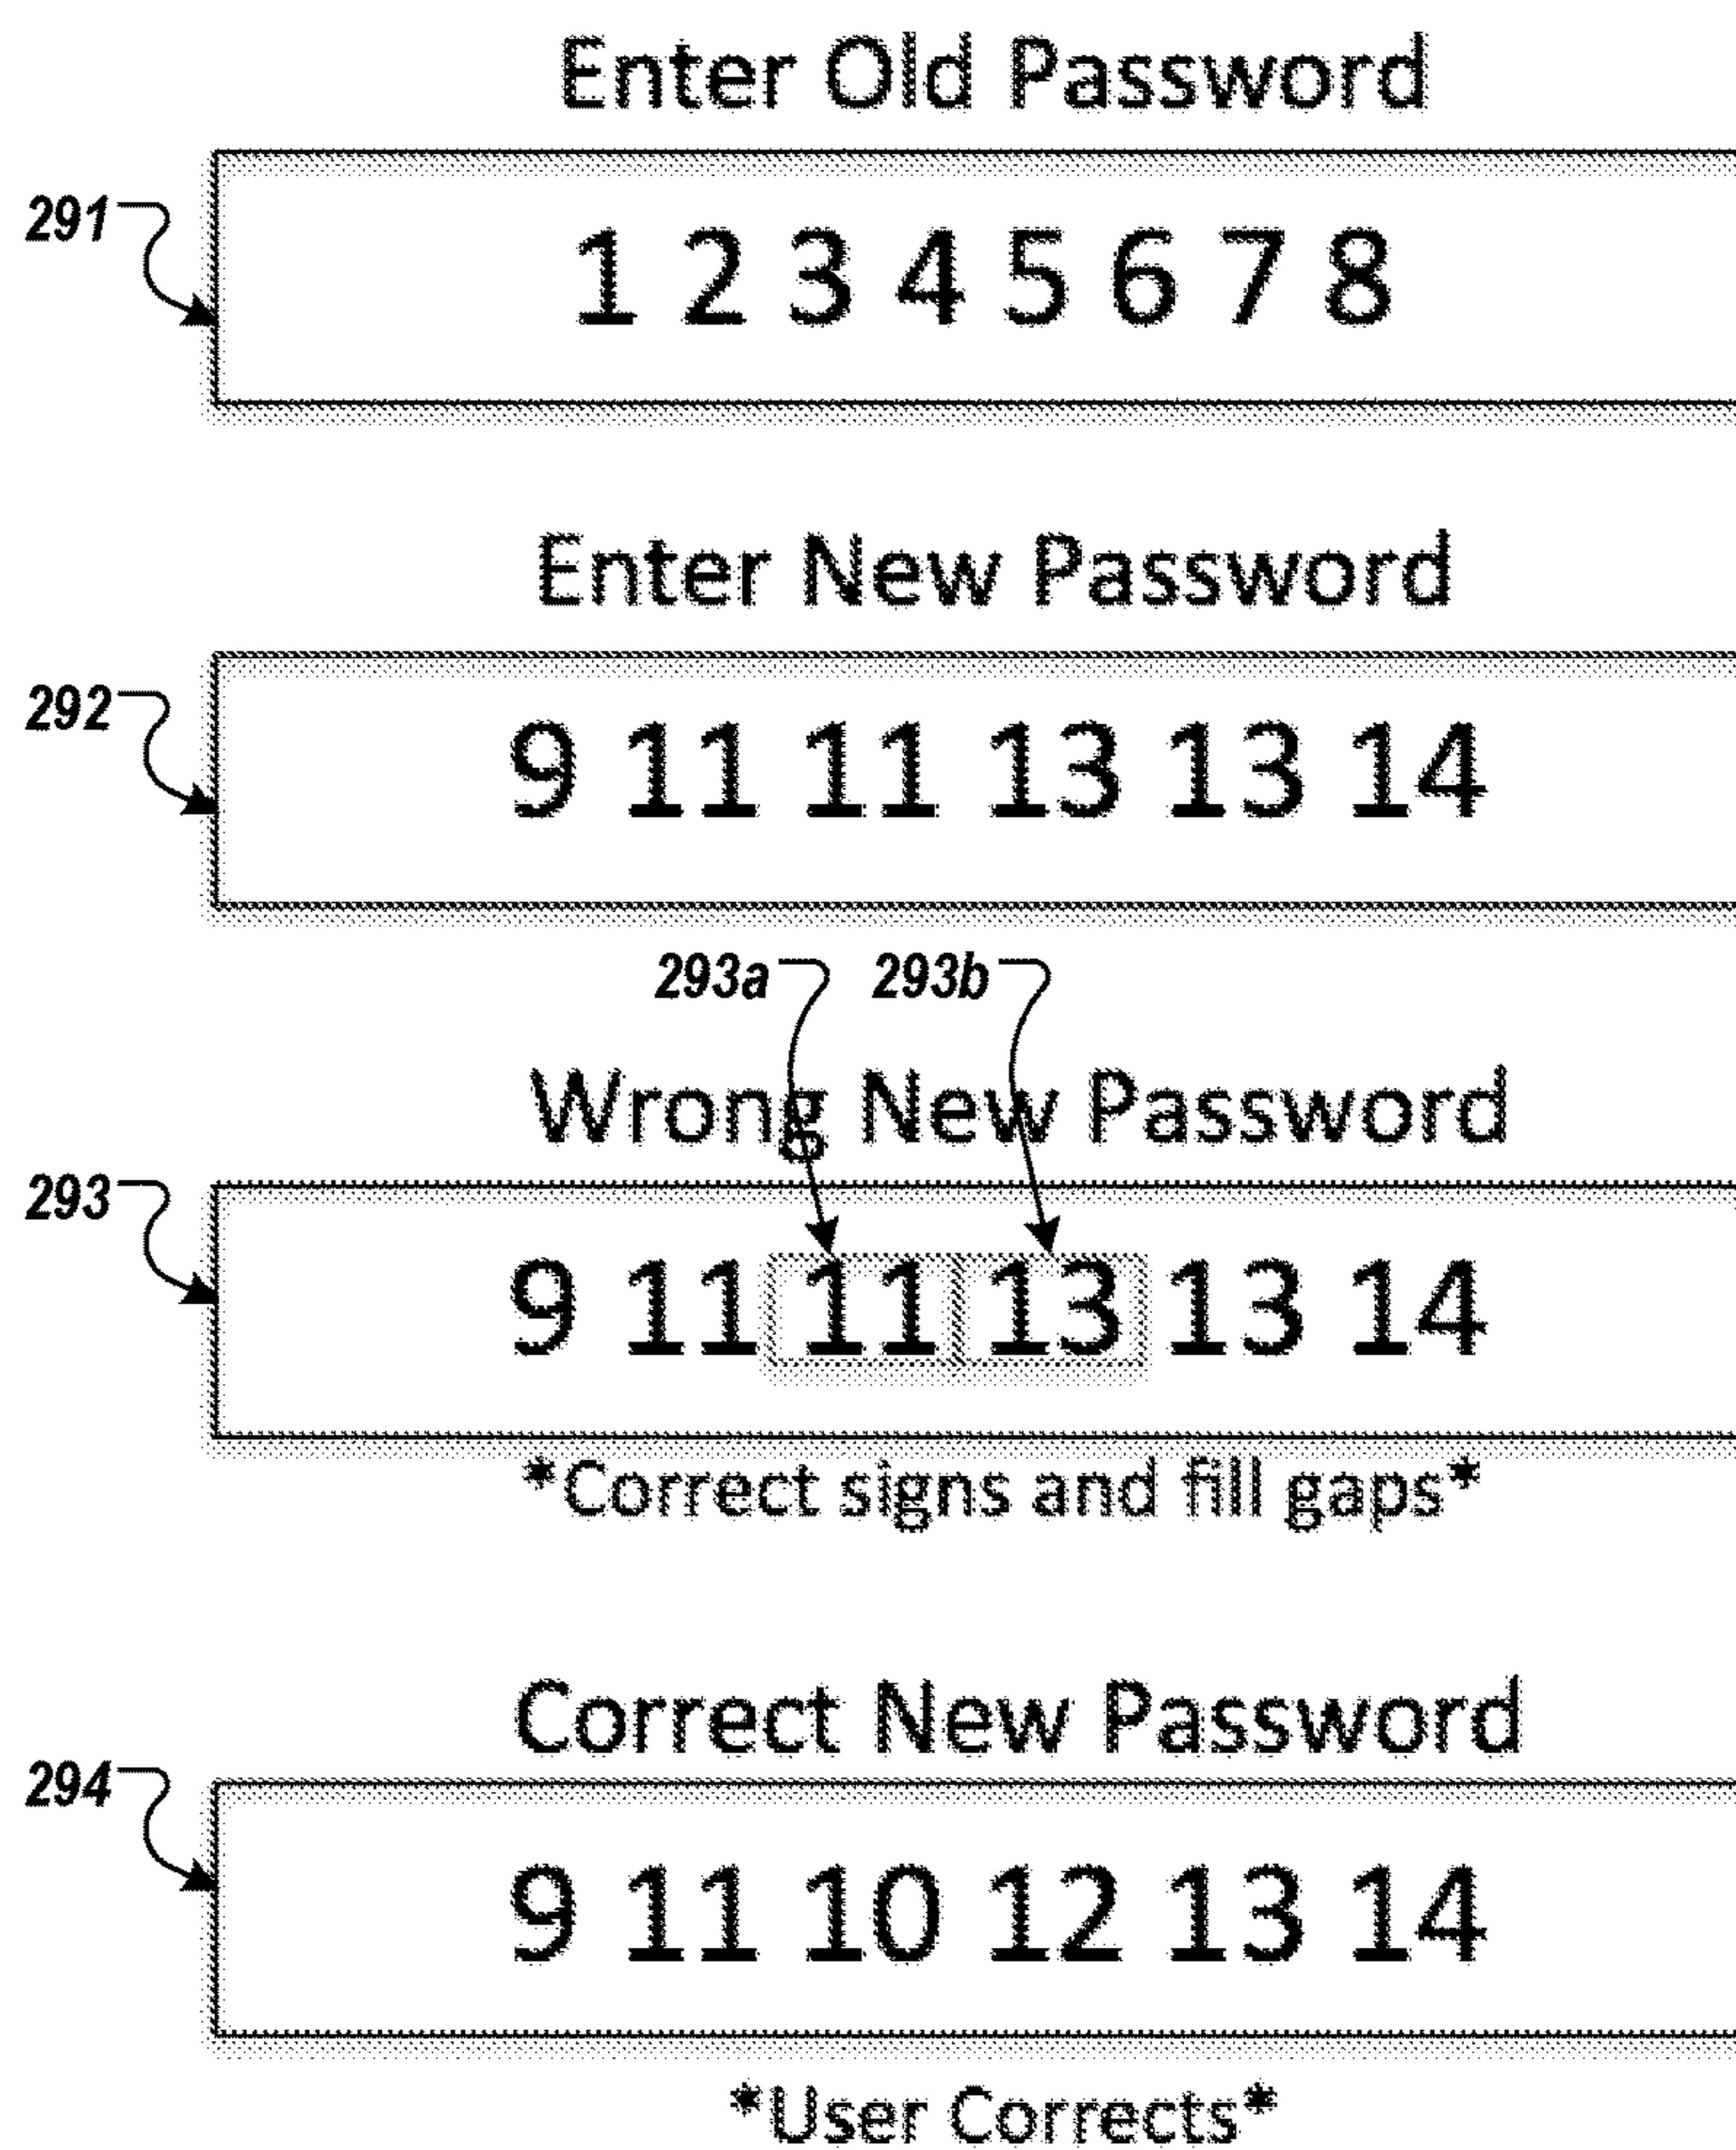 Enter Old Password
291
1 2 3 4 5 6 7 8
Enter New Password
292
9 11 11 13 13 14
293a 293b
Wrong New Password
293
9 11 11 13 13 14
*Correct signs and fill gaps*
Correct New Password
294
9 11 10 12 13 14
*User Corrects*